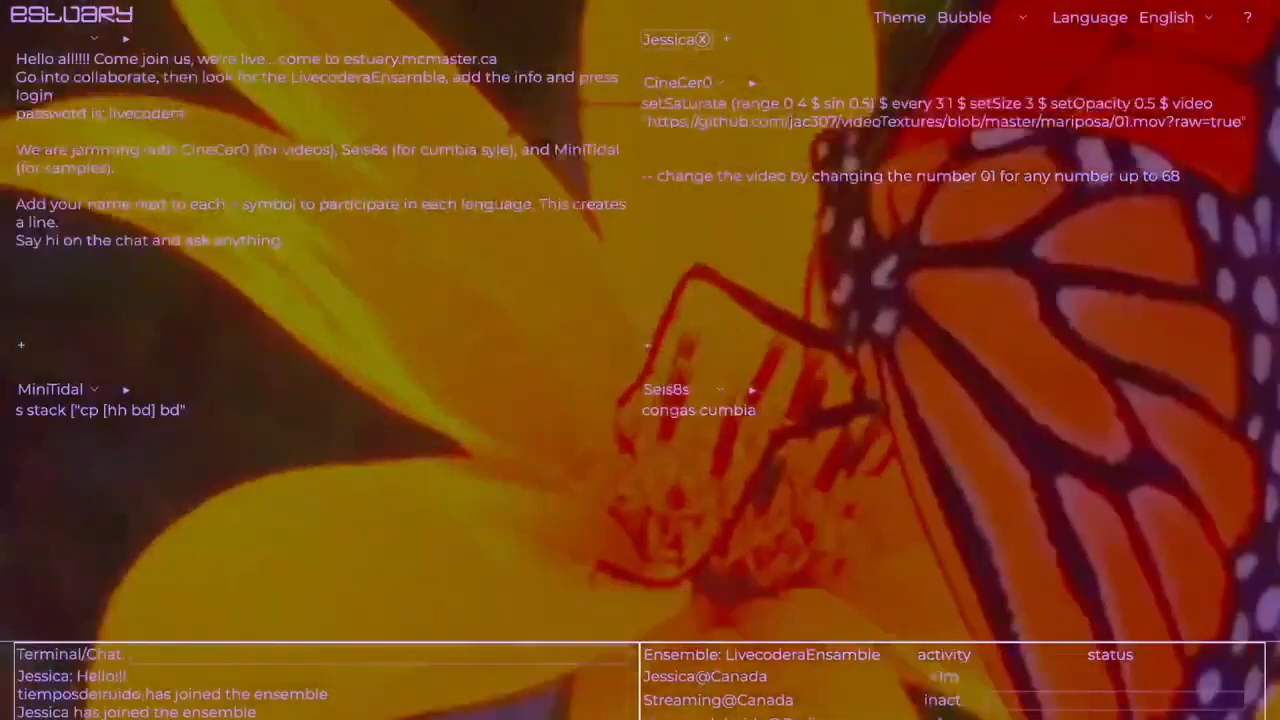 estuary
Theme Bubble Language English ?
Hello all!!!! Come join us, we're live... come to estuary.mcmaster.ca
Go into collaborate, then look for the LivecoderaEnsamble, add the info and press
login
password is: livecodera
We are jamming with CineCer0 (for videos), Seis8s (for cumbia syle), and MiniTidal
(for samples).
Add your name next to each + symbol to participate in each language. This creates
a line.
Say hi on the chat and ask anything.
+
Jessica +
CineCer0
setSaturate (range 0 4 $ sin 0.5) $ every 3 1 $ setSize 3 $ setOpacity 0.5 $ video
"https://github.com/jac307/videoTextures/blob/master/mariposa/01.mov?raw=true"
-- change the video by changing the number 01 for any number up to 68
+
MiniTidal
s stack ["cp [hh bd] bd"
Seis8s
congas cumbia
Terminal/Chat:
Jessica: Hello!!!
tiemposderuido has joined the ensemble
Jessica has joined the ensemble
Ensemble: LivecoderaEnsamble activity status
Jessica@Canada <1m
Streaming@Canada inact